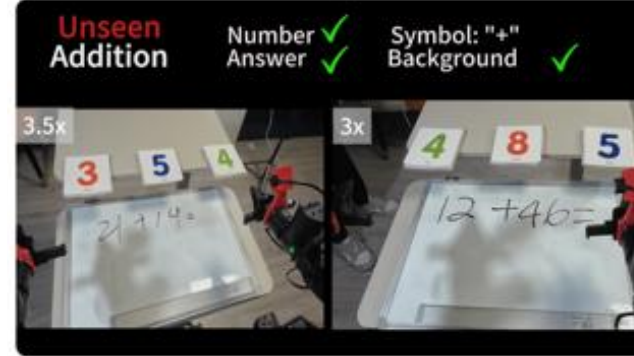 Unseen
Addition
Number ✓
Answer ✓
Symbol: "+"
Background ✓
3.5x
3 5 4
21+14=
3x
4 8 5
12+46=